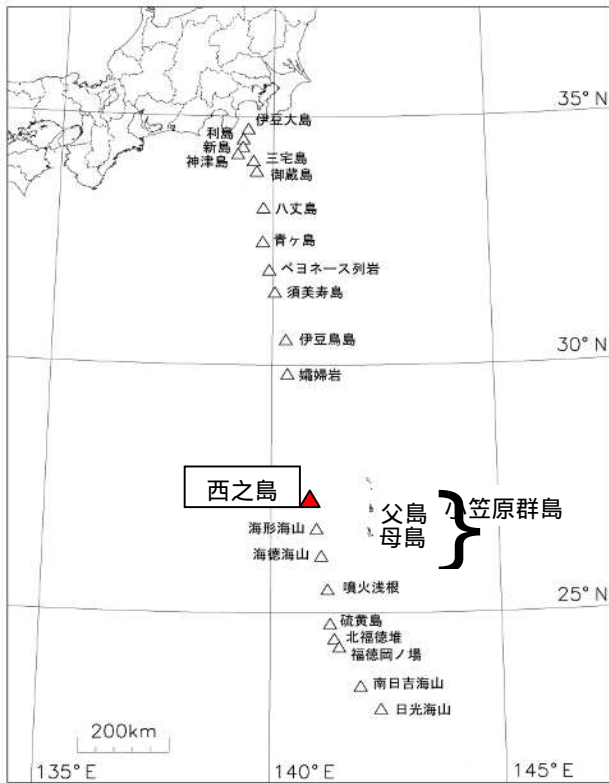 35°N
伊豆大島
利島
新島
神津島
三宅島
御蔵島
八丈島
青ヶ島
ベヨネース列岩
須美寿島
伊豆鳥島
30°N
孀婦岩
西之島
父島
母島
小笠原群島
海形海山
海徳海山
噴火浅根
25°N
硫黄島
北福徳堆
福徳岡ノ場
南日吉海山
日光海山
200km
135°E
140°E
145°E